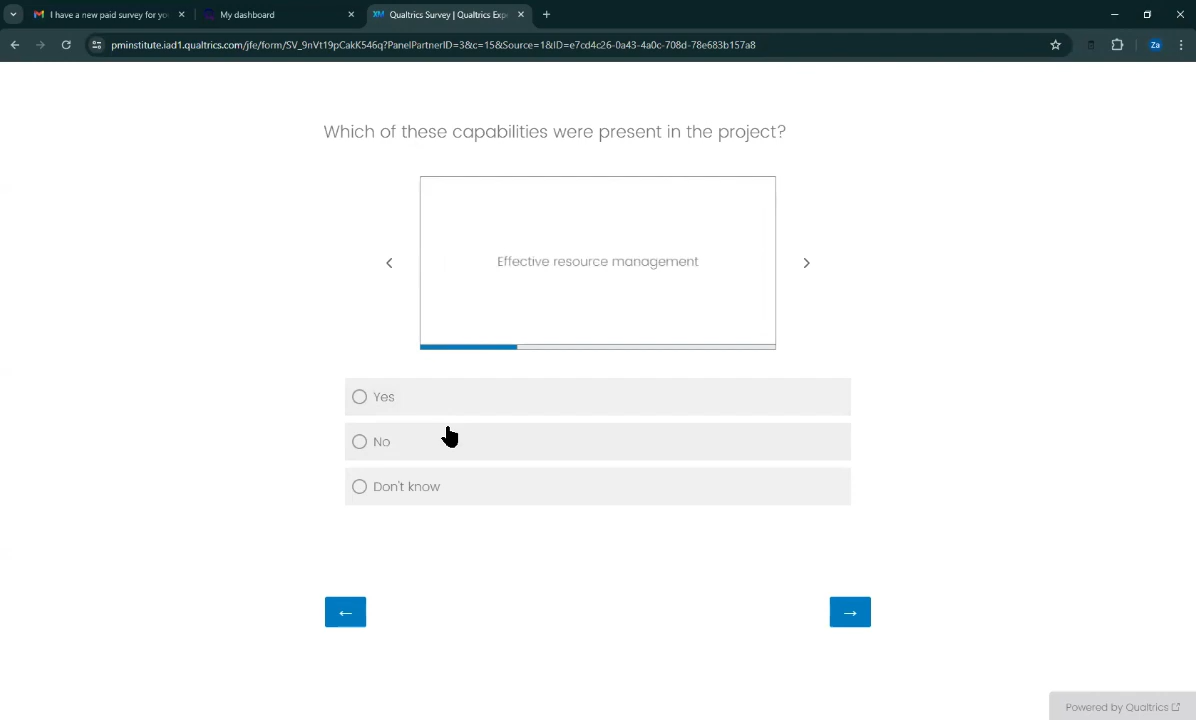 I have a new paid survey for yo
My dashboard
XM
Qualtrics Survey | Qualtrics Exp
pminstitute.iad1.qualtrics.com/jfe/form/SV_9nVt19pCakK546q?PanelPartnerID=3&c=15&Source=1&ID=e7cd4c26-0a43-4a0c-708d-78e683b157a8
Za
Which of these capabilities were present in the project?
Effective resource management
Yes
No
Don't know
Powered by Qualtrics